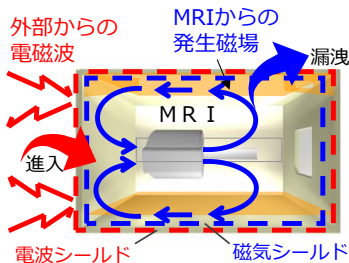 外部からの
電磁波
MRIからの
発生磁場
漏洩
ＭＲＩ
進入
電波シールド
磁気シールド